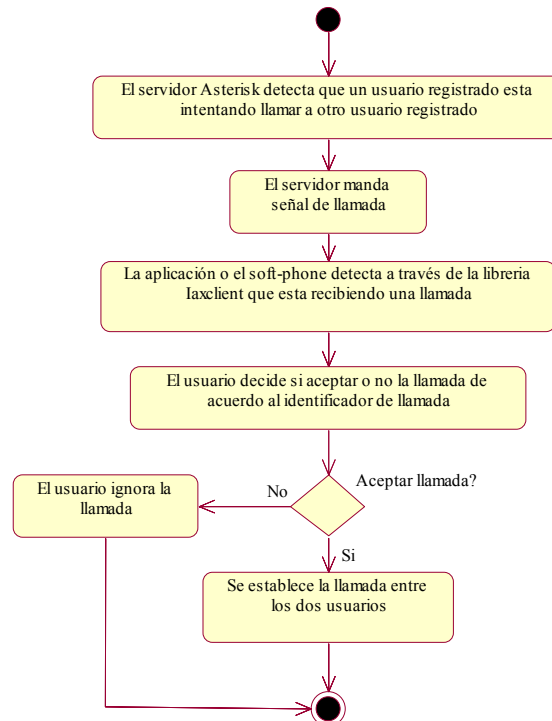 El servidor Asterisk detecta que un usuario registrado esta
intentando llamar a otro usuario registrado
El servidor manda
señal de llamada
La aplicación o el soft-phone detecta a través de la libreria
Iaxclient que esta recibiendo una llamada
El usuario decide si aceptar o no la llamada de
acuerdo al identificador de llamada
Aceptar llamada?
No
El usuario ignora la
llamada
Si
Se establece la llamada entre
los dos usuarios